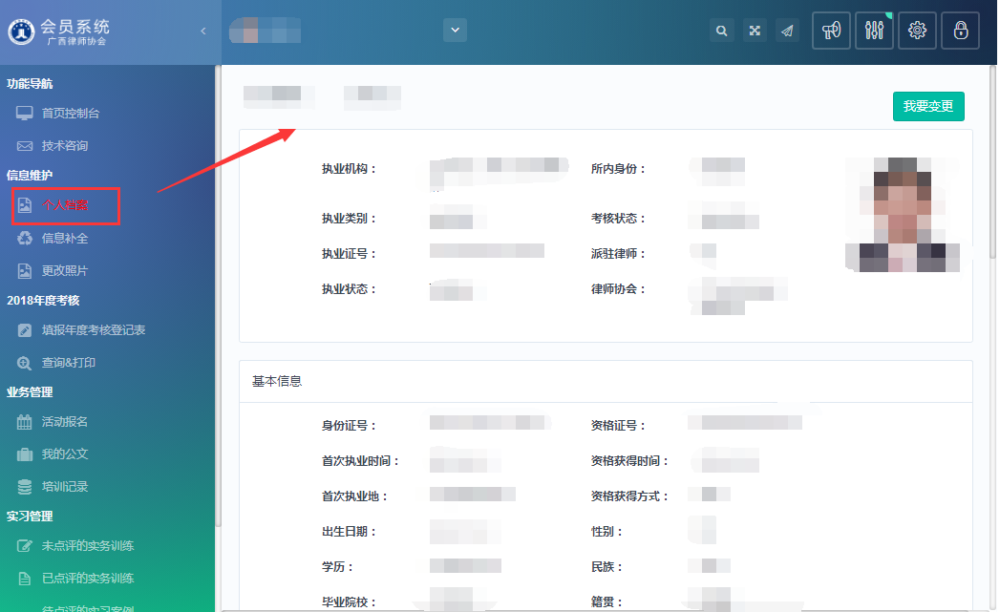 会员系统
广西律师协会
功能导航
首页控制台
技术咨询
信息维护
个人档案
信息补全
更改照片
2018年度考核
填报年度考核登记表
查询&打印
业务管理
活动报名
我的公文
培训记录
实习管理
未点评的实务训练
已点评的实务训练
待点评的实习案例
我要变更
执业机构： 所内身份：
执业类别： 考核状态：
执业证号： 派驻律师：
执业状态： 律师协会：
基本信息
身份证号： 资格证号：
首次执业时间： 资格获得时间：
首次执业地： 资格获得方式：
出生日期： 性别：
学历： 民族：
毕业院校： 籍贯：